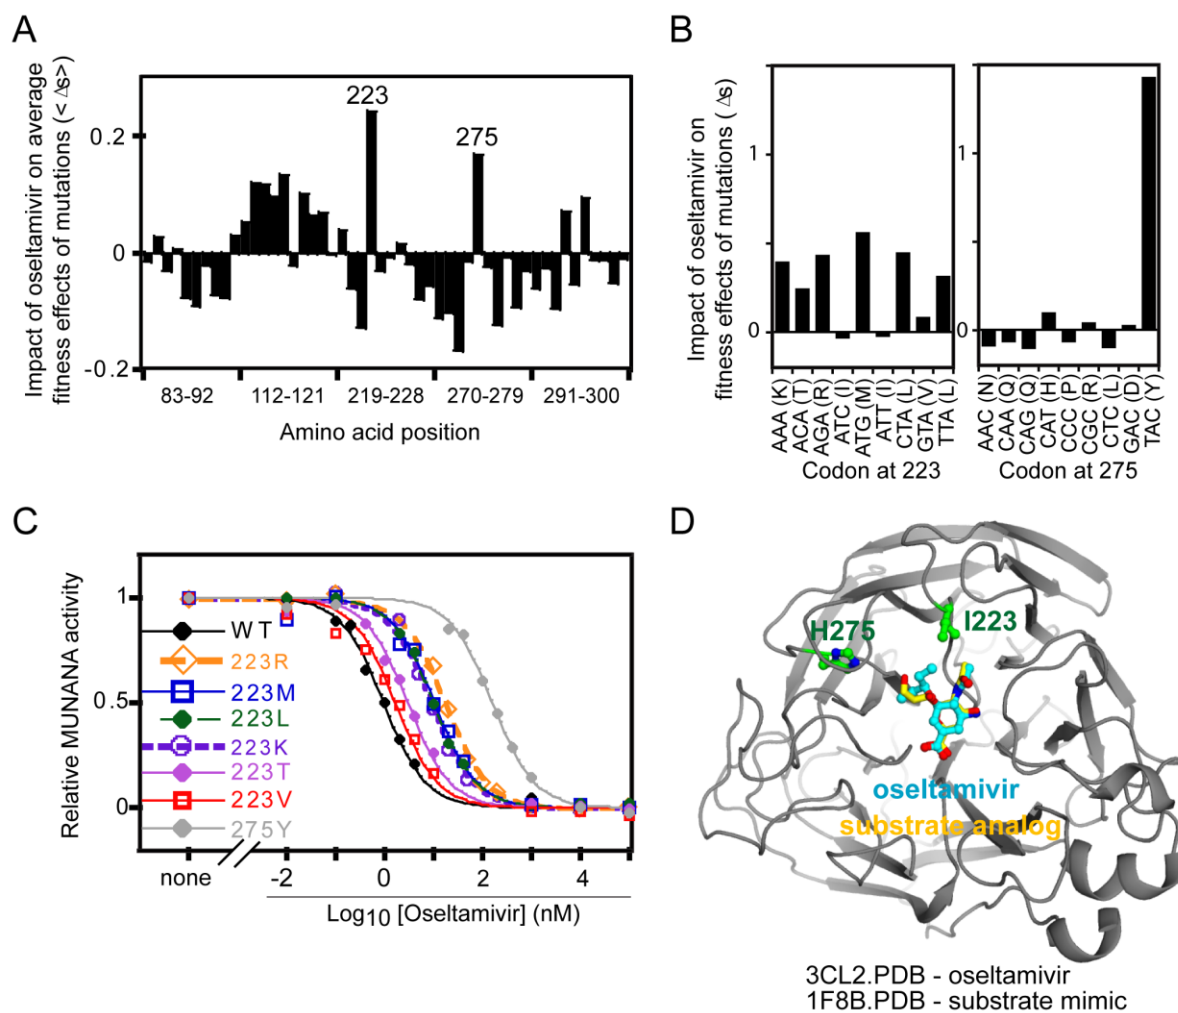 A
Impact of oseltamivir on average
fitness effects of mutations (< Δs>)
0.2
0
-0.2
223
275
83-92 112-121 219-228 270-279 291-300
Amino acid position
B
Impact of oseltamivir on
fitness effects of mutations ( Δs)
1
0
1
0
AAA (K)
ACA (T)
AGA (R)
ATC (I)
ATG (M)
ATT (I)
CTA (L)
GTA (V)
TTA (L)
Codon at 223
AAC (N)
CAA (Q)
CAG (Q)
CAT (H)
CCC (P)
CGC (R)
CTC (L)
GAC (D)
TAC (Y)
Codon at 275
C
Relative MUNANA activity
1
0.5
0
WT
223R
223M
223L
223K
223T
223V
275Y
none -2 0 2 4
Log10 [Oseltamivir] (nM)
D
H275
I223
oseltamivir
substrate analog
3CL2.PDB - oseltamivir
1F8B.PDB - substrate mimic